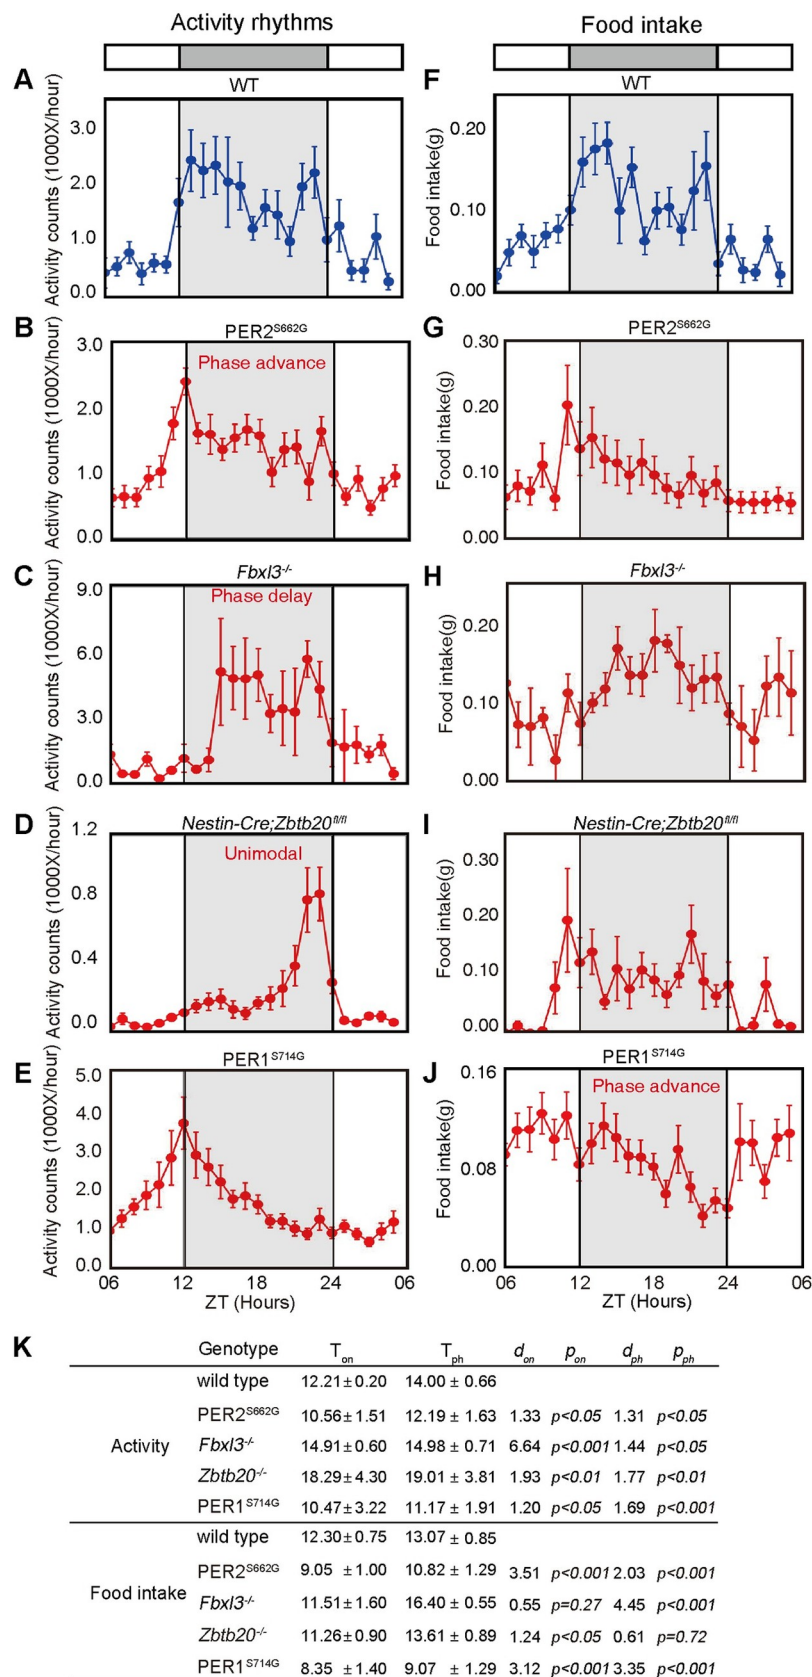 Activity rhythms
Food intake
A
WT
Activity counts (1000X/hour)
3.0
2.0
1.0
0.0
F
WT
Food intake(g)
0.20
0.10
0.00
B
PER2S662G
Phase advance
Activity counts (1000X/hour)
3.0
2.0
1.0
0.0
G
PER2S662G
Food intake(g)
0.30
0.20
0.10
0.00
C
Fbxl3-/-
Phase delay
Activity counts (1000X/hour)
9.0
6.0
3.0
0.0
H
Fbxl3-/-
Food intake(g)
0.20
0.10
0.00
D
Nestin-Cre;Zbtb20fl/fl
Unimodal
Activity counts (1000X/hour)
1.2
0.8
0.4
0.0
I
Nestin-Cre;Zbtb20fl/fl
Food intake(g)
0.30
0.20
0.10
0.00
E
PER1S714G
Activity counts (1000X/hour)
5.0
4.0
3.0
2.0
1.0
0.0
06 12 18 24 06
ZT (Hours)
J
PER1S714G
Phase advance
Food intake(g)
0.16
0.08
0.00
06 12 18 24 06
ZT (Hours)
K
Genotype Ton Tph don pon dph pph
Activity
wild type 12.21±0.20 14.00 ± 0.66
PER2S662G 10.56±1.51 12.19 ± 1.63 1.33 p<0.05 1.31 p<0.05
Fbxl3-/- 14.91±0.60 14.98 ± 0.71 6.64 p<0.001 1.44 p<0.05
Zbtb20-/- 18.29±4.30 19.01 ± 3.81 1.93 p<0.01 1.77 p<0.01
PER1S714G 10.47±3.22 11.17 ± 1.91 1.20 p<0.05 1.69 p<0.001
Food intake
wild type 12.30±0.75 13.07 ± 0.85
PER2S662G 9.05 ±1.00 10.82 ± 1.29 3.51 p<0.001 2.03 p<0.001
Fbxl3-/- 11.51±1.60 16.40 ± 0.55 0.55 p=0.27 4.45 p<0.001
Zbtb20-/- 11.26±0.90 13.61 ± 0.89 1.24 p<0.05 0.61 p=0.72
PER1S714G 8.35 ±1.40 9.07 ± 1.29 3.12 p<0.001 3.35 p<0.001